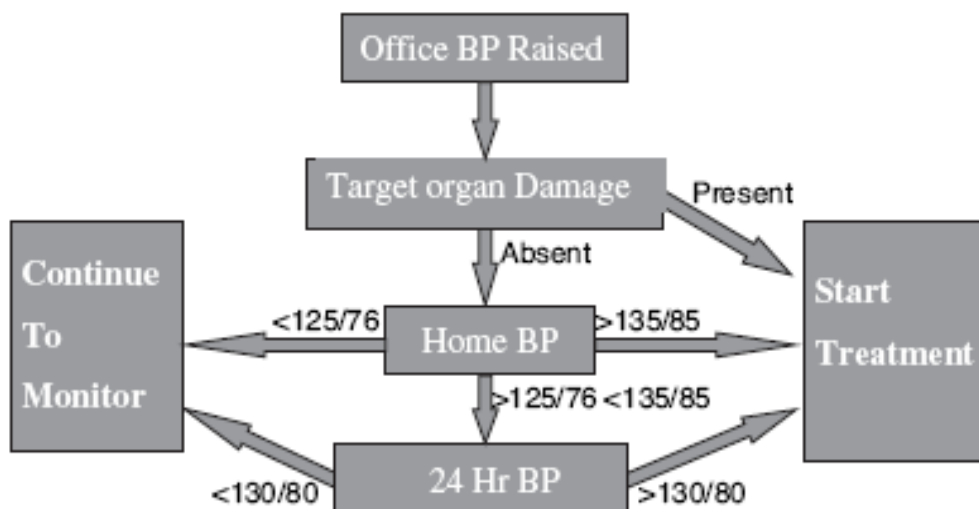 Office BP Raised
Target organ Damage
Present
Absent
Continue
To
Monitor
<125/76
Home BP
>135/85
Start
Treatment
>125/76 <135/85
<130/80
24 Hr BP
>130/80